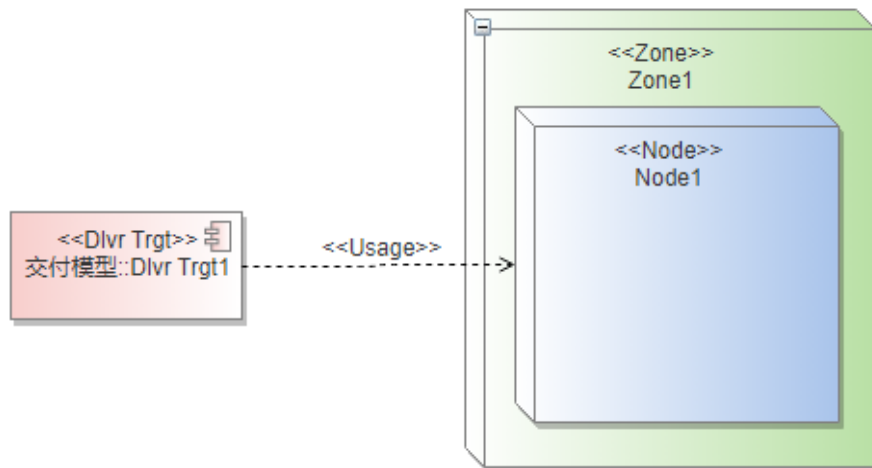 <<Zone>>
Zone1
<<Node>>
Node1
<<Dlvr Trgt>>
交付模型::Dlvr Trgt1
<<Usage>>